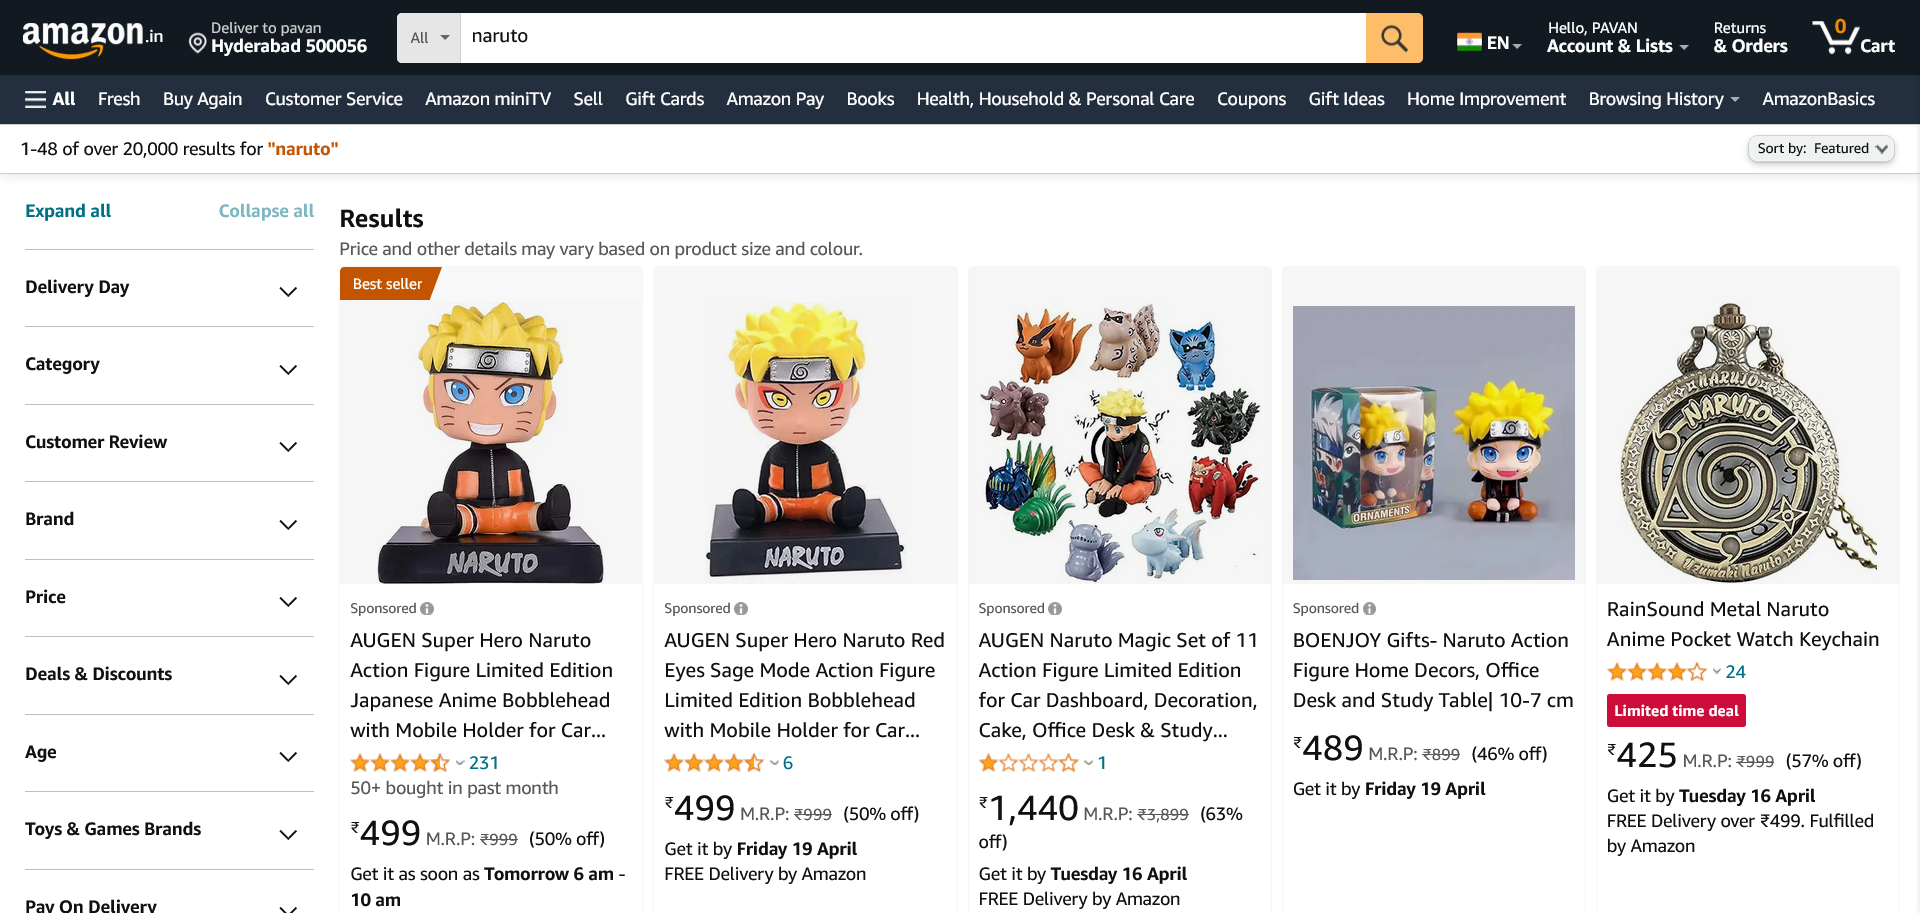 amazon.in
Deliver to pavan
Hyderabad 500056
All
naruto
EN
Hello, PAVAN
Account & Lists
Returns
& Orders
0
Cart
All
Fresh
Buy Again
Customer Service
Amazon miniTV
Sell
Gift Cards
Amazon Pay
Books
Health, Household & Personal Care
Coupons
Gift Ideas
Home Improvement
Browsing History
AmazonBasics
1-48 of over 20,000 results for "naruto"
Sort by: Featured
Expand all
Collapse all
Delivery Day
Category
Customer Review
Brand
Price
Deals & Discounts
Age
Toys & Games Brands
Pay On Delivery
Results
Price and other details may vary based on product size and colour.
Best seller
NARUTO
Sponsored
AUGEN Super Hero Naruto
Action Figure Limited Edition
Japanese Anime Bobblehead
with Mobile Holder for Car...
231
50+ bought in past month
₹499 M.R.P: ₹999 (50% off)
Get it as soon as Tomorrow 6 am -
10 am
NARUTO
Sponsored
AUGEN Super Hero Naruto Red
Eyes Sage Mode Action Figure
Limited Edition Bobblehead
with Mobile Holder for Car...
6
₹499 M.R.P: ₹999 (50% off)
Get it by Friday 19 April
FREE Delivery by Amazon
Sponsored
AUGEN Naruto Magic Set of 11
Action Figure Limited Edition
for Car Dashboard, Decoration,
Cake, Office Desk & Study...
1
₹1,440 M.R.P: ₹3,899 (63%
off)
Get it by Tuesday 16 April
FREE Delivery by Amazon
ORNAMENTS
Sponsored
BOENJOY Gifts- Naruto Action
Figure Home Decors, Office
Desk and Study Table| 10-7 cm
₹489 M.R.P: ₹899 (46% off)
Get it by Friday 19 April
NARUTO
NARUTO
Uzumaki Naruto
RainSound Metal Naruto
Anime Pocket Watch Keychain
24
Limited time deal
₹425 M.R.P: ₹999 (57% off)
Get it by Tuesday 16 April
FREE Delivery over ₹499. Fulfilled
by Amazon